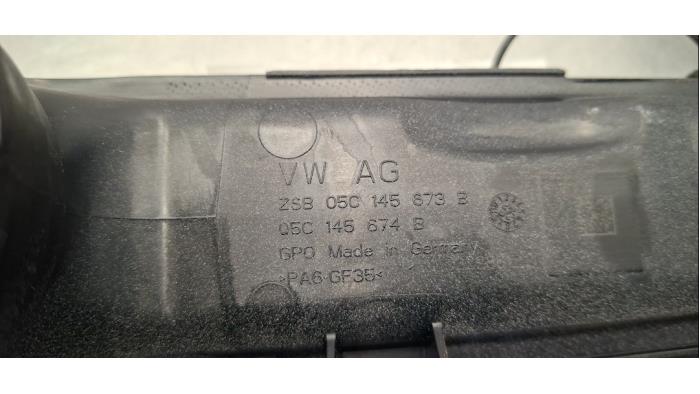 VW AG
ZSB 05C 145 673 B
05C 145 674 B
GPO Made in Germany
>PA6-GF35<